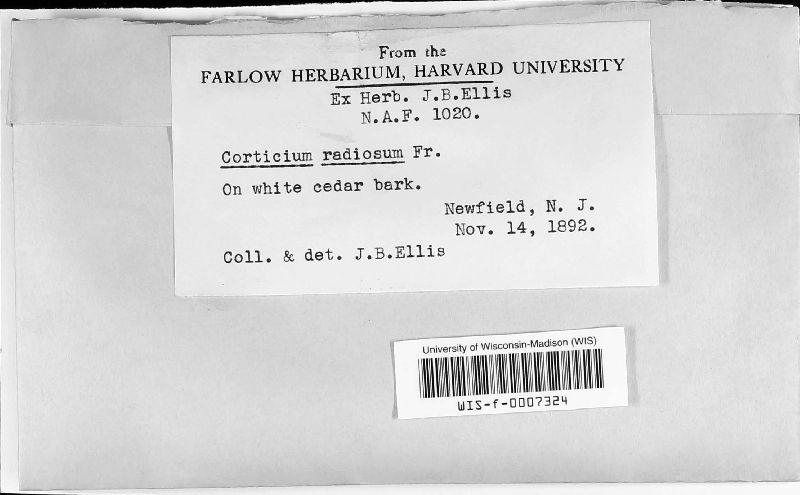 From the
FARLOW HERBARIUM, HARVARD UNIVERSITY
Ex Herb. J.B.Ellis
N.A.F. 1020.
Corticium radiosum Fr.
On white cedar bark.
Newfield, N. J.
Nov. 14, 1892.
Coll. & det. J.B.Ellis
University of Wisconsin-Madison (WIS)
WIS-f-0007324